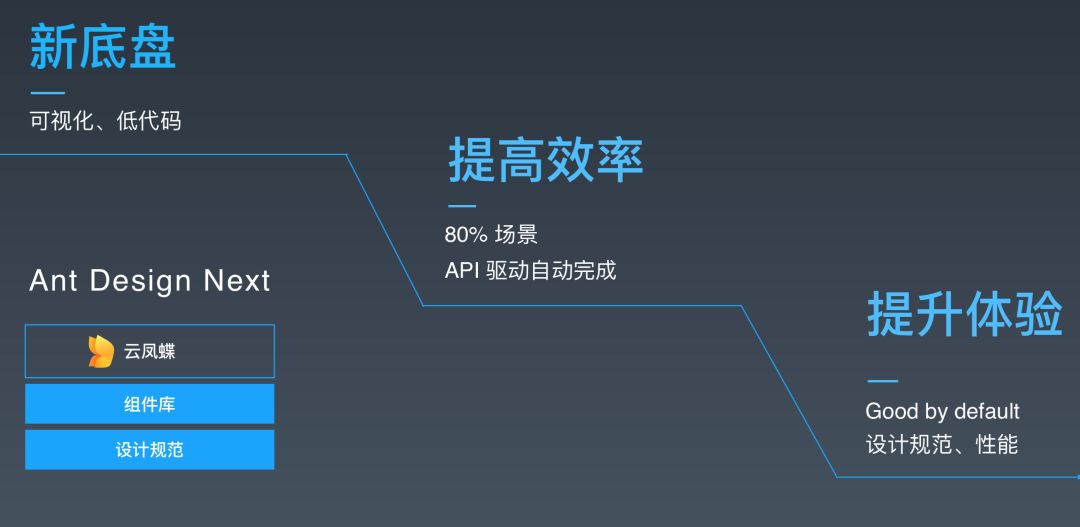 新底盘
可视化、低代码
提高效率
80% 场景
API 驱动自动完成
Ant Design Next
云凤蝶
组件库
设计规范
提升体验
Good by default
设计规范、性能